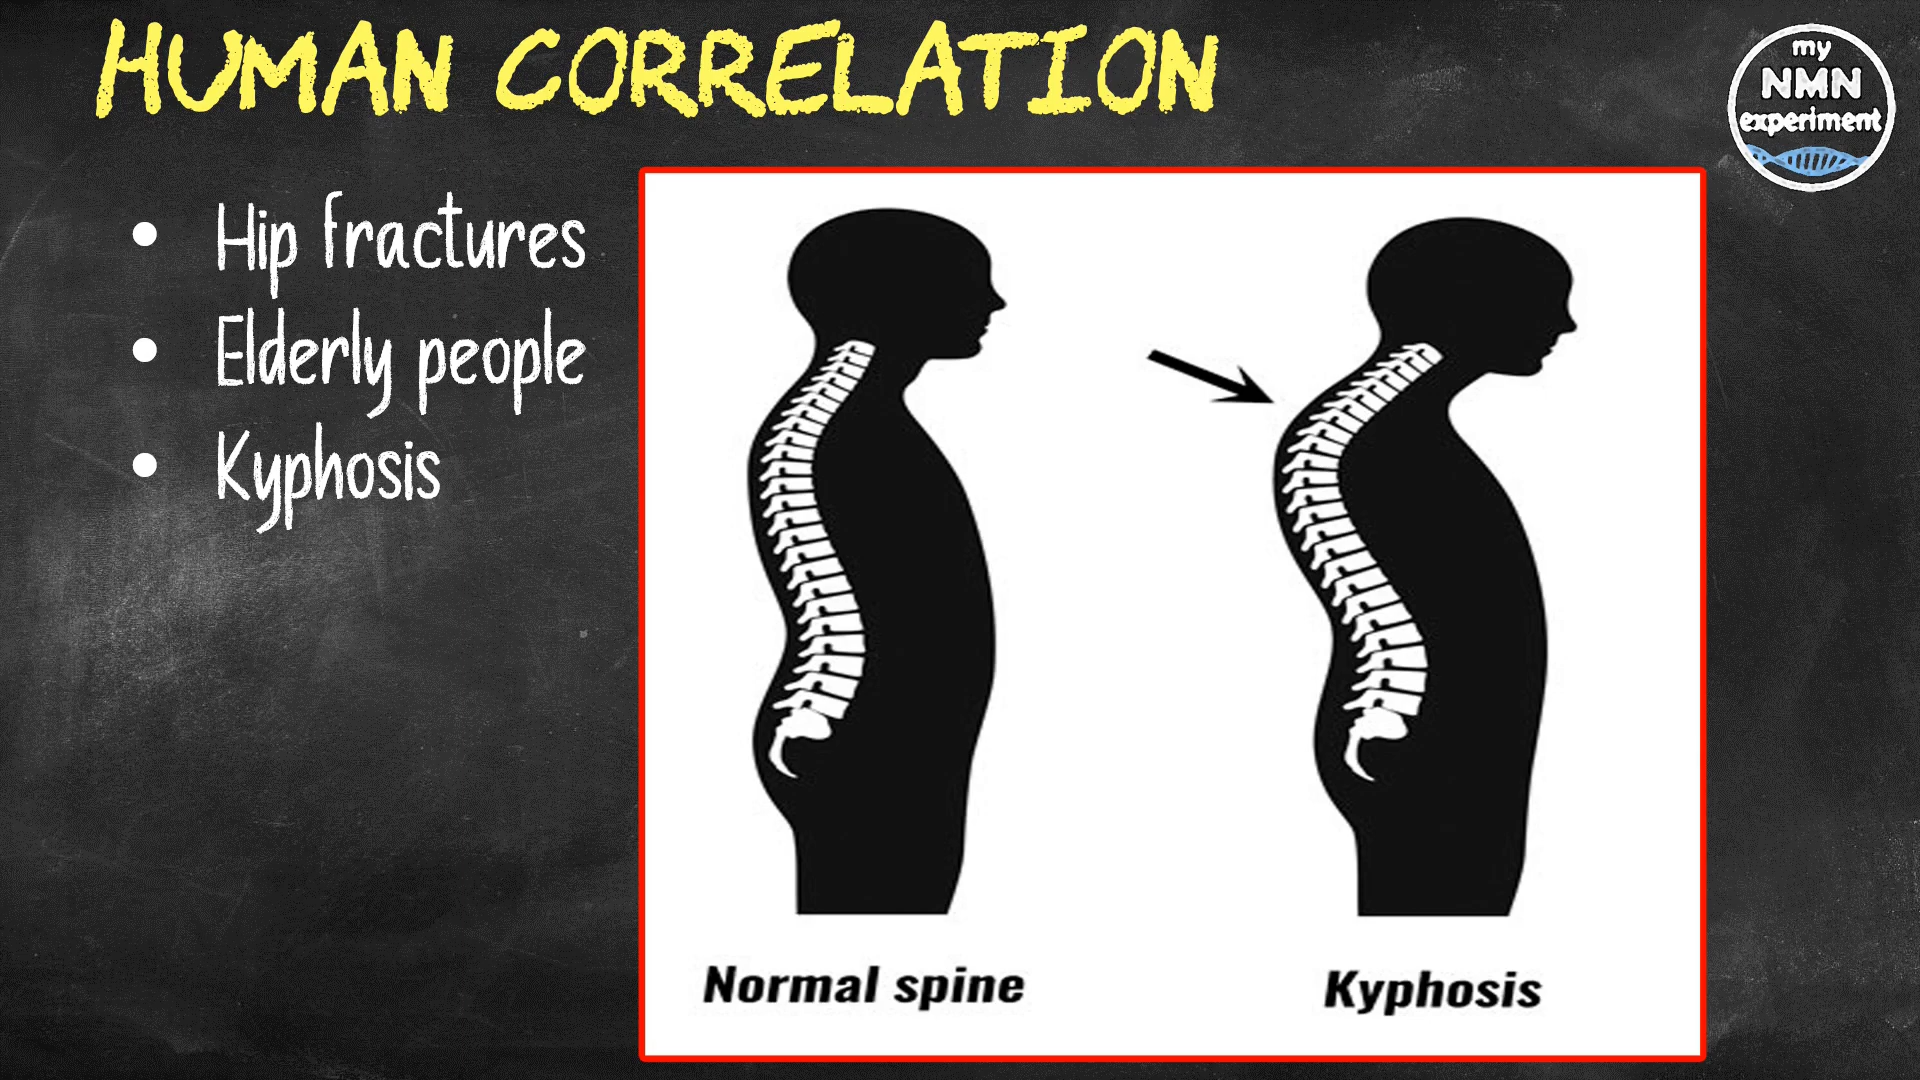 HUMAN CORRELATION
my
NMN
experiment
• Hip fractures
• Elderly people
• Kyphosis
Normal spine
Kyphosis